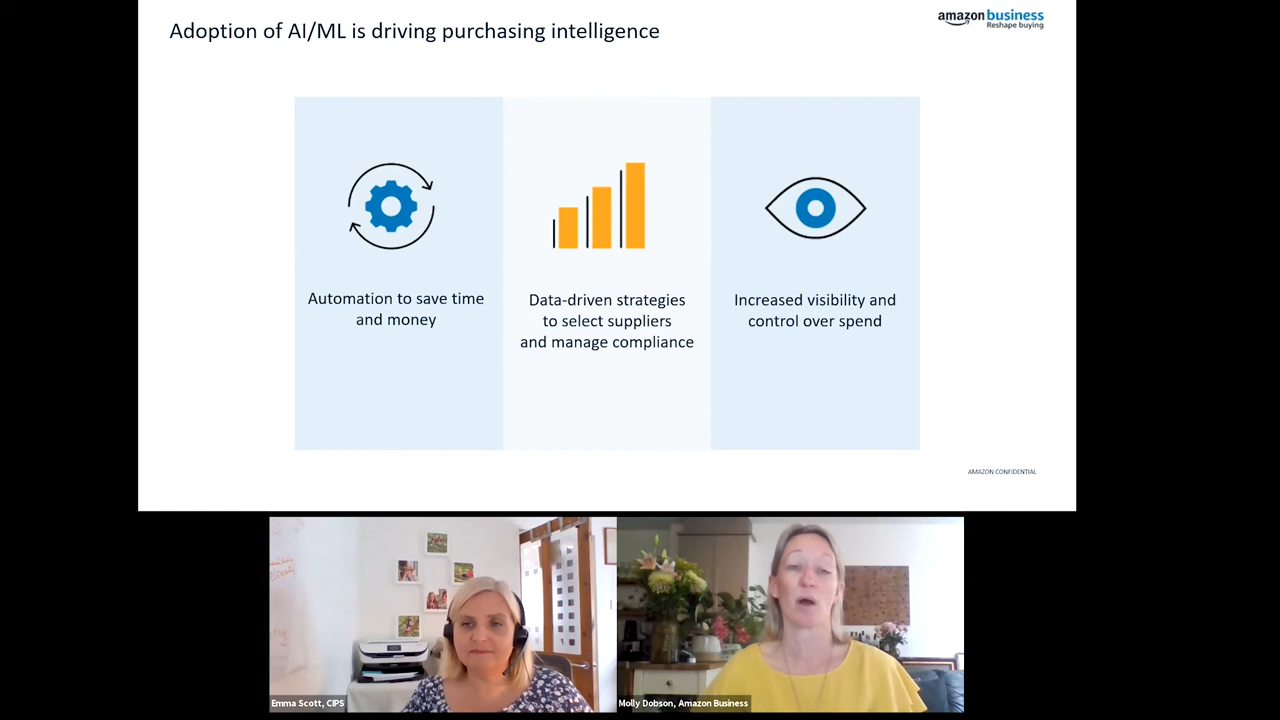 Adoption of AI/ML is driving purchasing intelligence
amazon business
Reshape buying
Automation to save time
and money
Data-driven strategies
to select suppliers
and manage compliance
Increased visibility and
control over spend
AMAZON CONFIDENTIAL
Emma Scott, CIPS
Molly Dobson, Amazon Business